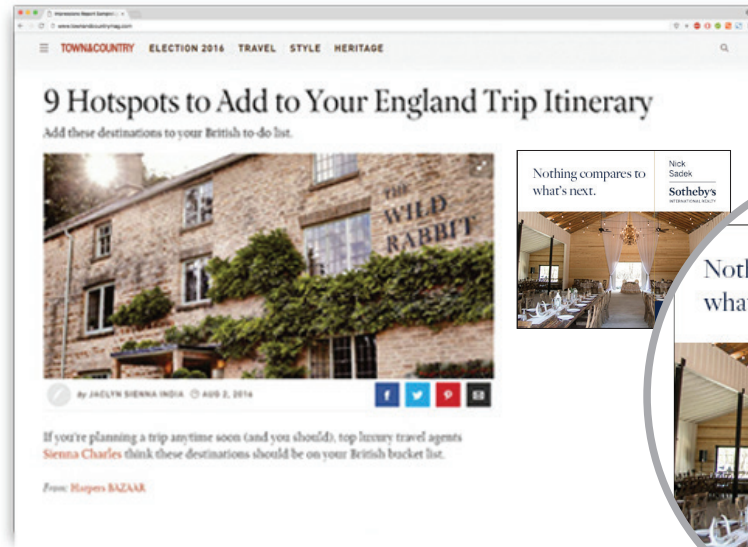 www.townandcountrymag.com
TOWN&COUNTRY ELECTION 2016 TRAVEL STYLE HERITAGE
9 Hotspots to Add to Your England Trip Itinerary
Add these destinations to your British to-do list.
THE
WILD
RABBIT
by JACLYN SIENNA INDIA AUG 2, 2016
If you're planning a trip anytime soon (and you should), top luxury travel agents
Sienna Charles think these destinations should be on your British bucket list.
From: Harpers BAZAAR
Nothing compares to
what's next.
Nick
Sadek
Sotheby's
INTERNATIONAL REALTY
Noth
what